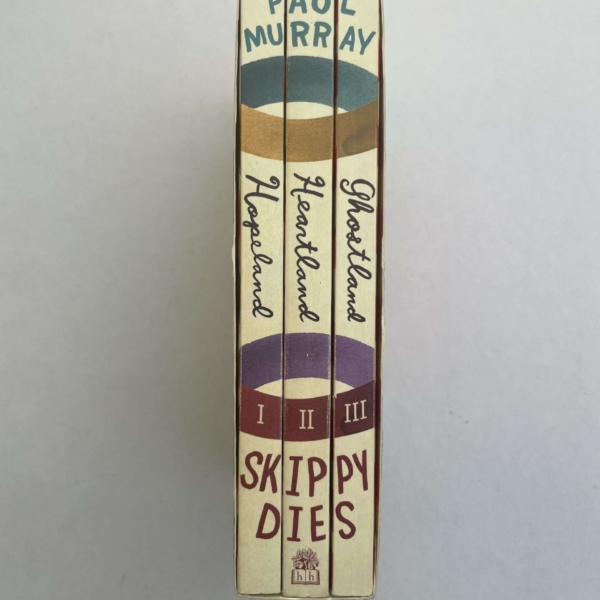 PAUL
MURRAY
Hopeland
Heartland
Ghostland
I II III
SKIPPY
DIES
h h